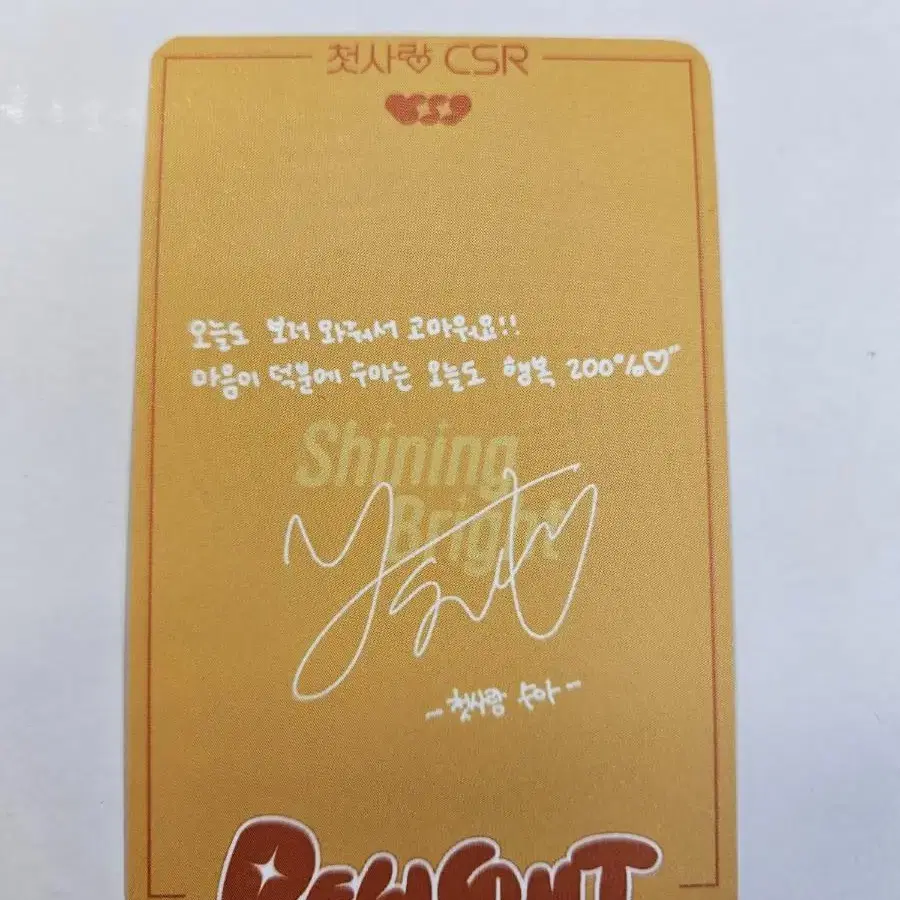 첫사랑 CSR
오늘도 보러 와줘서 고마워요!!
마음이 덕분에 수아는 오늘도 행복 200%♡"
Shining
Bright
-첫사랑 수아-